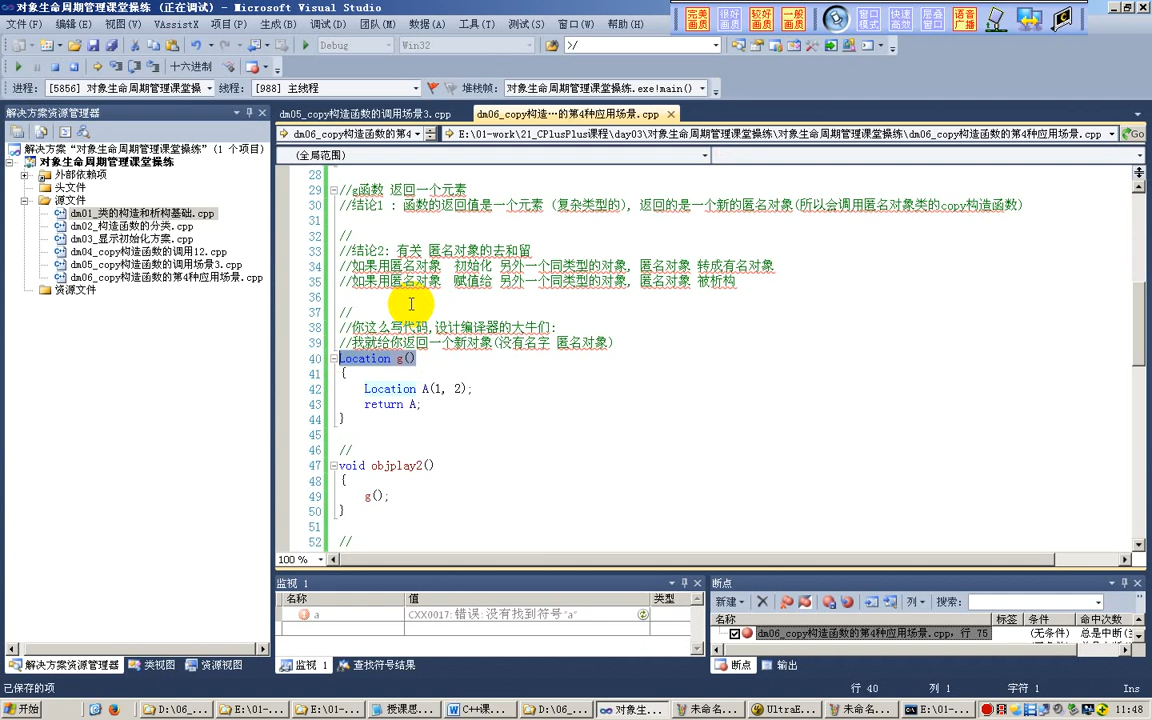 对象生命周期管理课堂操练 (正在调试) - Microsoft Visual Studio
完美画质 很好画质 较好画质 一般画质 窗口模式 快速高效 层叠窗口 语音广播
文件(F) 编辑(E) 视图(V) VAssistX 项目(P) 生成(B) 调试(D) 团队(M) 数据(A) 工具(T) 测试(S) 窗口(W) 帮助(H)
Debug Win32 >/
十六进制
进程: [5856] 对象生命周期管理课堂操 线程: [988] 主线程 堆栈帧: 对象生命周期管理课堂操练.exe!main()
解决方案资源管理器
解决方案"对象生命周期管理课堂操练" (1 个项目)
对象生命周期管理课堂操练
外部依赖项
头文件
源文件
dm01_类的构造和析构基础.cpp
dm02_构造函数的分类.cpp
dm03_显示初始化方案.cpp
dm04_copy构造函数的调用12.cpp
dm05_copy构造函数的调用场景3.cpp
dm06_copy构造函数的第4种应用场景.cpp
资源文件
解决方案资源管理器 类视图 资源视图
dm05_copy构造函数的调用场景3.cpp dm06_copy构造…的第4种应用场景.cpp
dm06_copy构造函数的第4 E:\01-work\21_CPlusPlus课程\day03\对象生命周期管理课堂操练\对象生命周期管理课堂操练\dm06_copy构造函数的第4种应用场景.cpp Go
(全局范围)
28
29 //g函数 返回一个元素
30 //结论1 : 函数的返回值是一个元素 (复杂类型的), 返回的是一个新的匿名对象(所以会调用匿名对象类的copy构造函数)
31
32 //
33 //结论2: 有关 匿名对象的去和留
34 //如果用匿名对象 初始化 另外一个同类型的对象, 匿名对象 转成有名对象
35 //如果用匿名对象 赋值给 另外一个同类型的对象, 匿名对象 被析构
36
37 //
38 //你这么写代码,设计编译器的大牛们:
39 //我就给你返回一个新对象(没有名字 匿名对象)
40 Location g()
41 {
42 Location A(1, 2);
43 return A;
44 }
45
46 //
47 void objplay2()
48 {
49 g();
50 }
51
52 //
100 %
监视 1
名称 值 类型
a CXX0017: 错误:没有找到符号"a"
监视 1 查找符号结果
断点
新建 列 搜索:
名称 标签 条件 命中次数
dm06_copy构造函数的第4种应用场景.cpp, 行 75 (无条件) 总是中断(
断点 输出
已保存的项 行 40 列 1 字符 1 Ins
开始 D:\06_... E:\01-... E:\01-... 授课思... C++课... D:\06_... 对象生... 未命名... UltraE... 未命名... E:\01-... 11:48